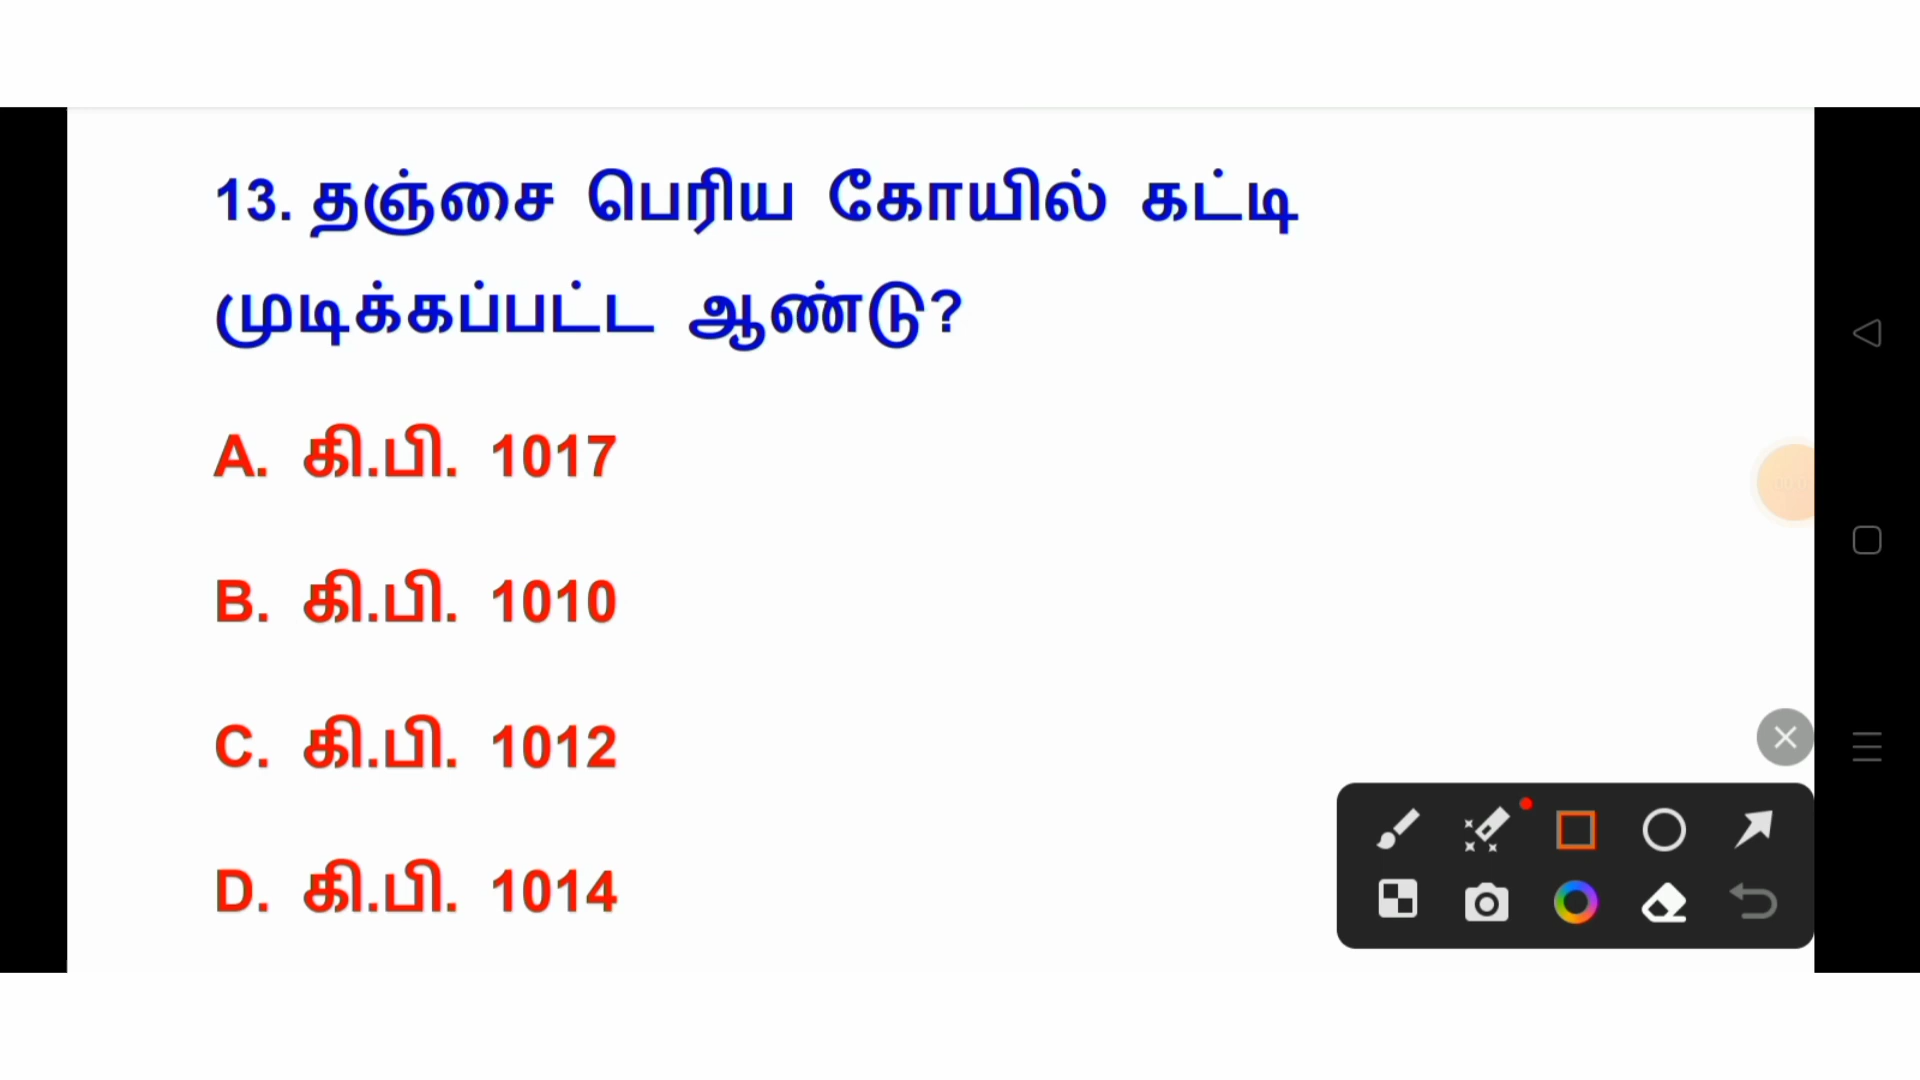 13. தஞ்சை பெரிய கோயில் கட்டி
முடிக்கப்பட்ட ஆண்டு?
A. கி.பி. 1017
B. கி.பி. 1010
C. கி.பி. 1012
D. கி.பி. 1014